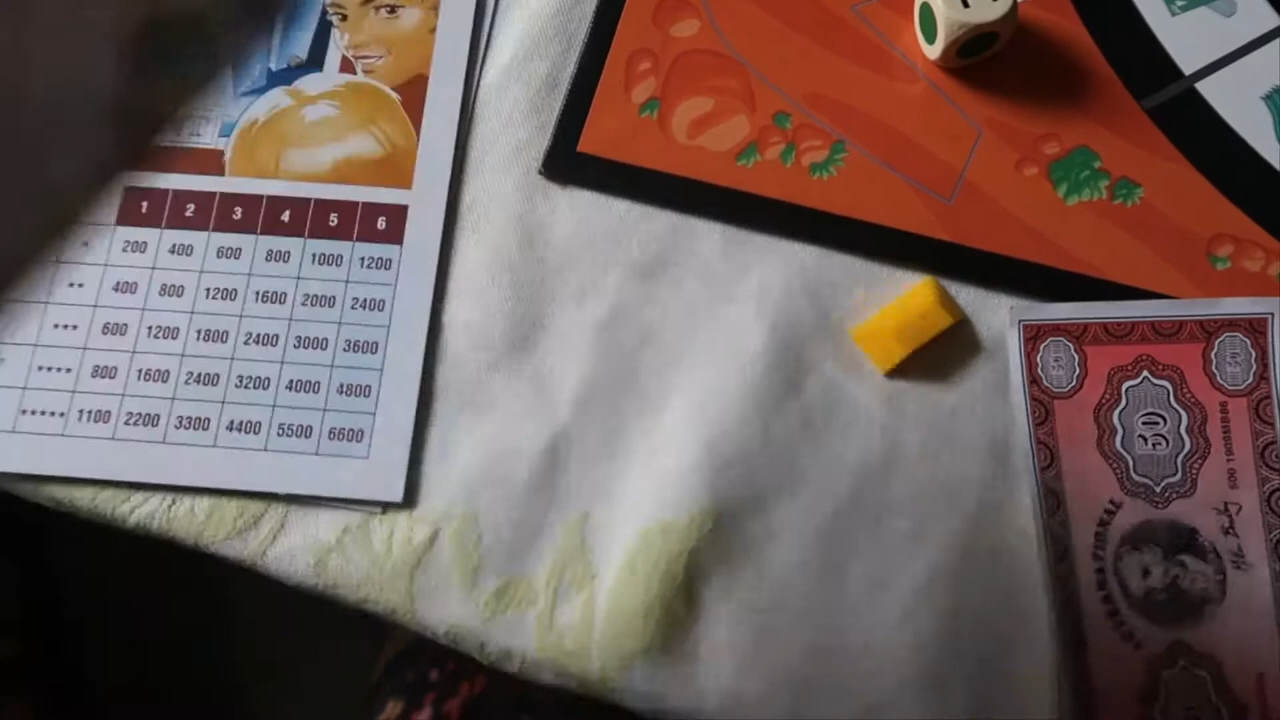 1 2 3 4 5 6
* 200 400 600 800 1000 1200
** 400 800 1200 1600 2000 2400
*** 600 1200 1800 2400 3000 3600
**** 800 1600 2400 3200 4000 4800
***** 1100 2200 3300 4400 5500 6600
50